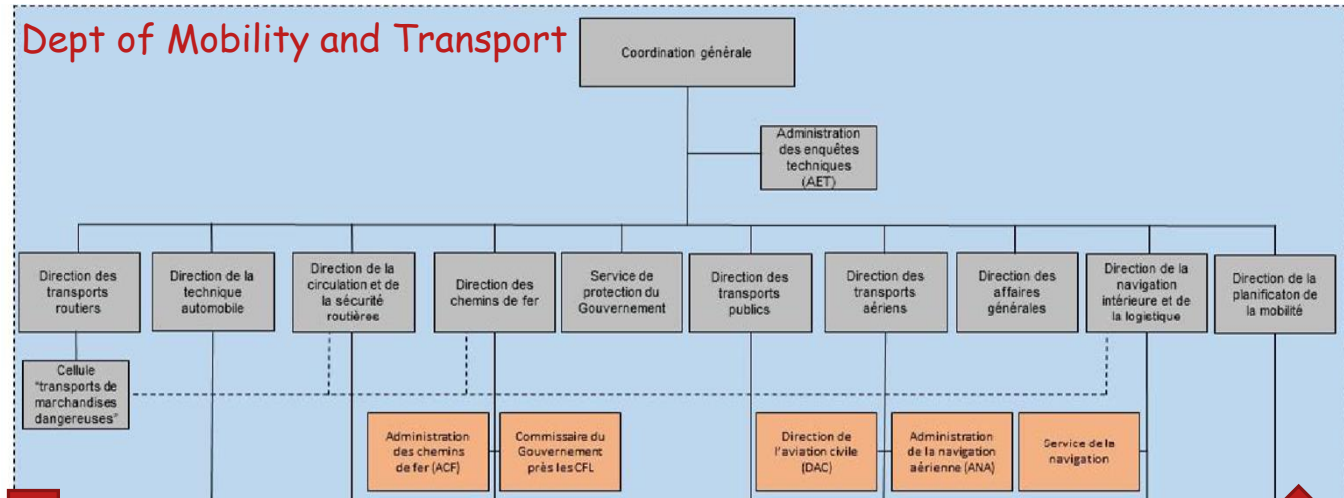 Dept of Mobility and Transport
Coordination générale
Administration
des enquêtes
techniques
(AET)
Direction des
transports
routiers
Direction de la
technique
automobile
Direction de la
circulation et de
la sécurité
routières
Direction des
chemins de fer
Service de
protection du
Gouvernement
Direction des
transports
publics
Direction des
transports
aériens
Direction des
affaires
générales
Direction de la
navigation
intérieure et de
la logistique
Direction de la
planificaton de
la mobilité
Cellule
"transports de
marchandises
dangereuses"
Administration
des chemins
de fer (ACF)
Commissaire du
Gouvernement
près les CFL
Direction de
l'aviation civile
(DAC)
Administration
de la navigation
aérienne (ANA)
Service de la
navigation